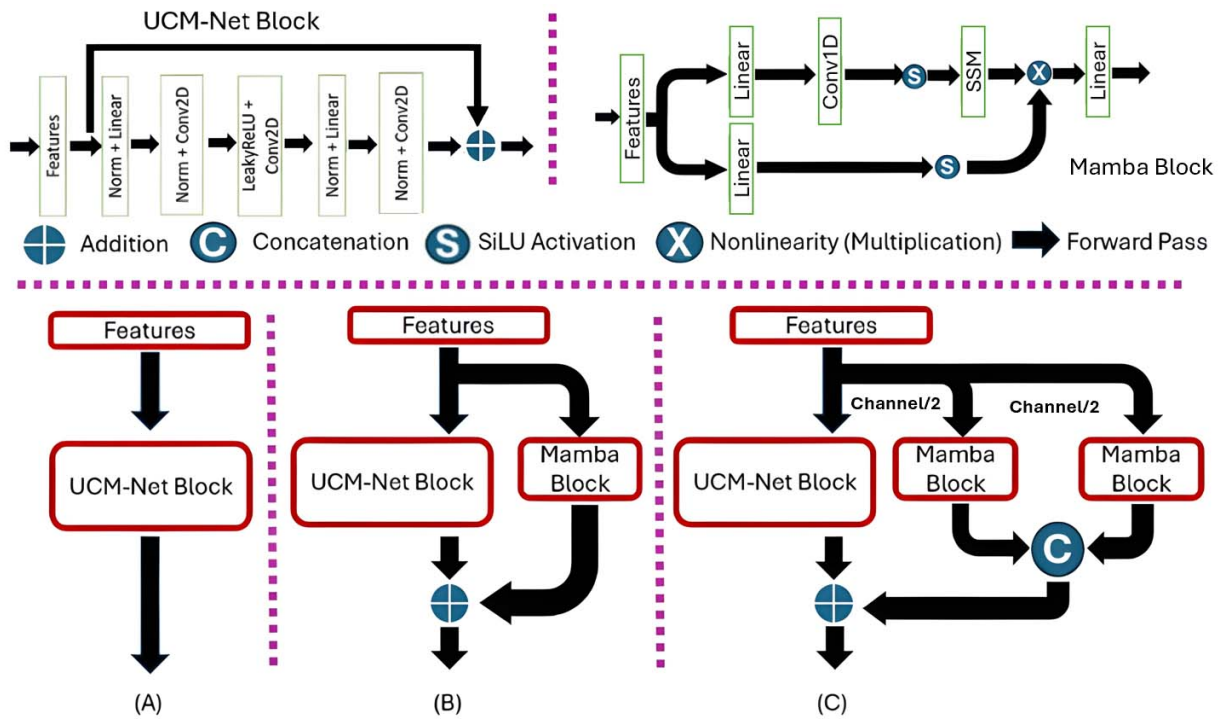 UCM-Net Block
Features
Norm + Linear
Norm + Conv2D
LeakyReLU +
Conv2D
Norm + Linear
Norm + Conv2D
Features
Linear
Conv1D
S
SSM
X
Linear
Linear
S
Mamba Block
Addition
C
Concatenation
S
SiLU Activation
X
Nonlinearity (Multiplication)
Forward Pass
Features
UCM-Net Block
(A)
Features
UCM-Net Block
Mamba
Block
(B)
Features
Channel/2
Channel/2
UCM-Net Block
Mamba
Block
Mamba
Block
C
(C)